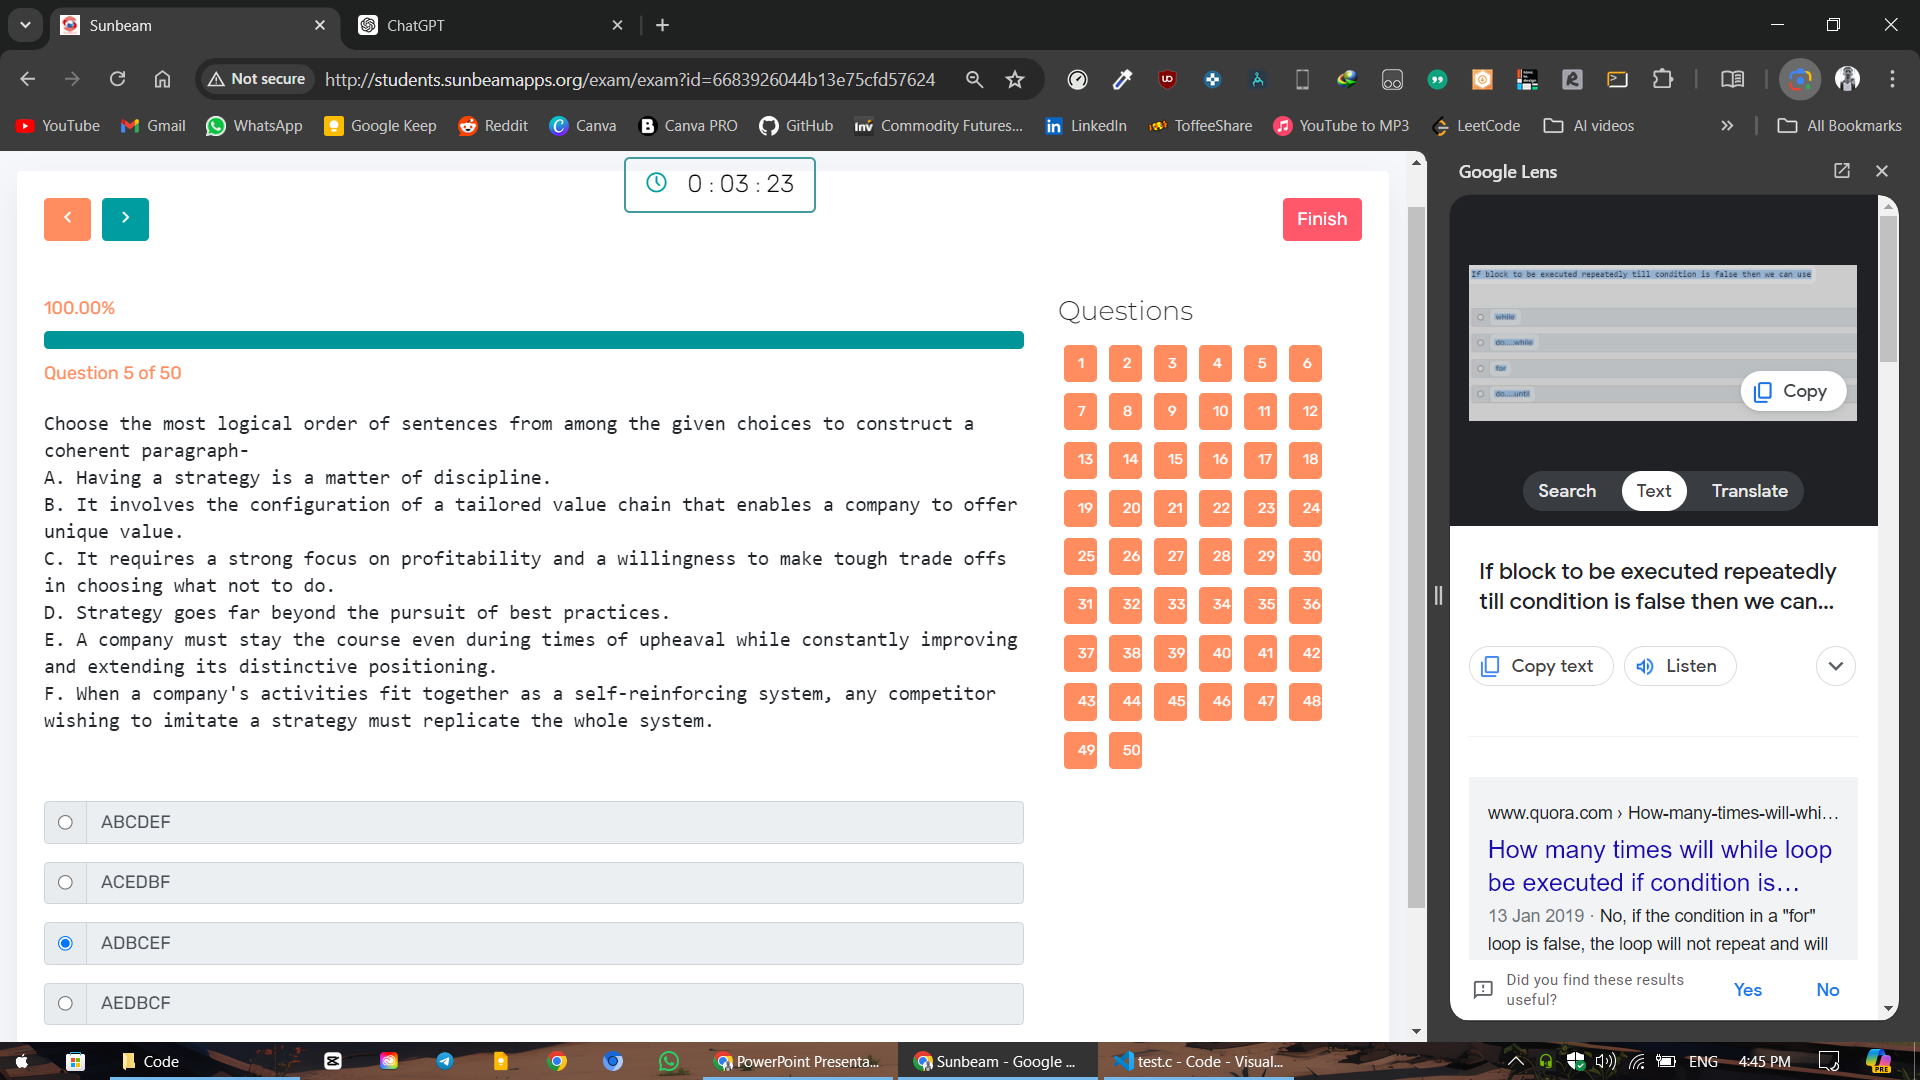 Sunbeam
ChatGPT
Not secure
http://students.sunbeamapps.org/exam/exam?id=6683926044b13e75cfd57624
YouTube
Gmail
WhatsApp
Google Keep
Reddit
Canva
Canva PRO
GitHub
Inv Commodity Futures...
LinkedIn
ToffeeShare
YouTube to MP3
LeetCode
AI videos
All Bookmarks
0 : 03 : 23
Finish
100.00%
Question 5 of 50
Choose the most logical order of sentences from among the given choices to construct a
coherent paragraph-
A. Having a strategy is a matter of discipline.
B. It involves the configuration of a tailored value chain that enables a company to offer
unique value.
C. It requires a strong focus on profitability and a willingness to make tough trade offs
in choosing what not to do.
D. Strategy goes far beyond the pursuit of best practices.
E. A company must stay the course even during times of upheaval while constantly improving
and extending its distinctive positioning.
F. When a company's activities fit together as a self-reinforcing system, any competitor
wishing to imitate a strategy must replicate the whole system.
ABCDEF
ACEDBF
ADBCEF
AEDBCF
Questions
1 2 3 4 5 6
7 8 9 10 11 12
13 14 15 16 17 18
19 20 21 22 23 24
25 26 27 28 29 30
31 32 33 34 35 36
37 38 39 40 41 42
43 44 45 46 47 48
49 50
Google Lens
If block to be executed repeatedly till condition is false then we can use
while
do....while
for
do....until
Copy
Search
Text
Translate
If block to be executed repeatedly
till condition is false then we can...
Copy text
Listen
www.quora.com › How-many-times-will-whi...
How many times will while loop
be executed if condition is...
13 Jan 2019 · No, if the condition in a "for"
loop is false, the loop will not repeat and will
Did you find these results
useful?
Yes
No
Code
PowerPoint Presenta...
Sunbeam - Google ...
test.c - Code - Visual...
ENG
4:45 PM
PRE